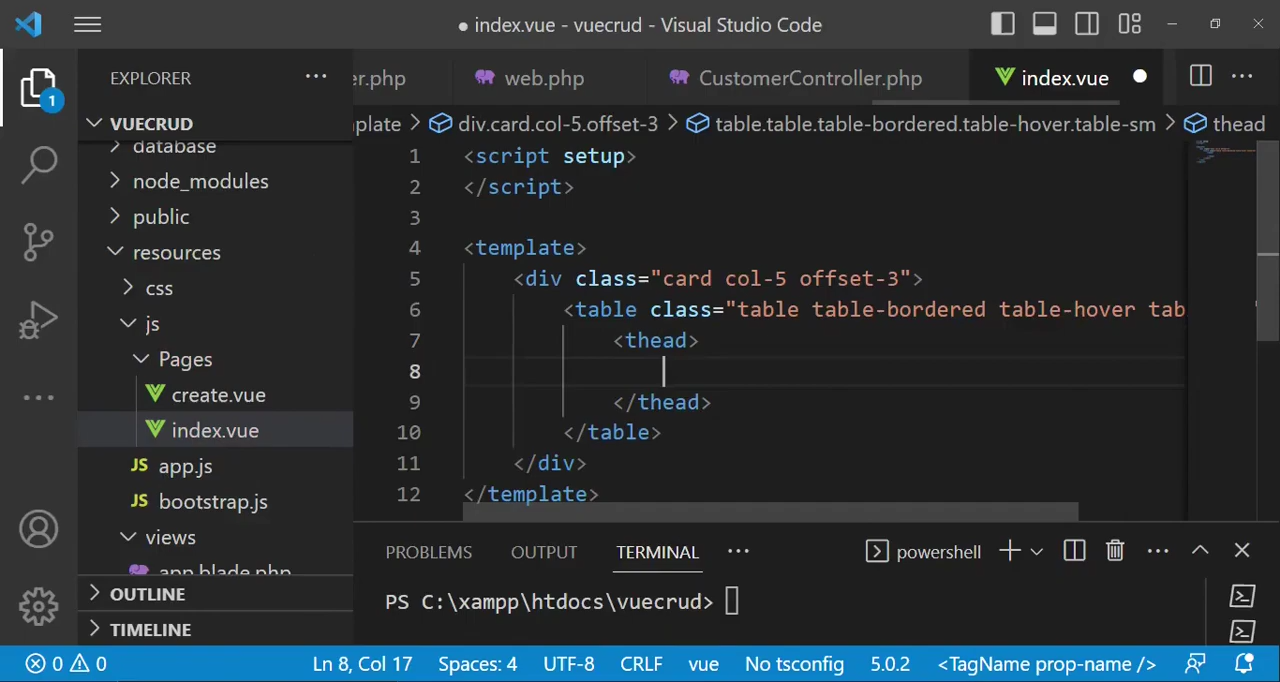 ● index.vue - vuecrud - Visual Studio Code
EXPLORER
er.php
web.php
CustomerController.php
index.vue
VUECRUD
database
node_modules
public
resources
css
js
Pages
create.vue
index.vue
JS app.js
JS bootstrap.js
views
app.blade.php
OUTLINE
TIMELINE
1
plate > div.card.col-5.offset-3 > table.table.table-bordered.table-hover.table-sm > thead
1 <script setup>
2 </script>
3
4 <template>
5 <div class="card col-5 offset-3">
6 <table class="table table-bordered table-hover tab
7 <thead>
8
9 </thead>
10 </table>
11 </div>
12 </template>
PROBLEMS OUTPUT TERMINAL ··· powershell
PS C:\xampp\htdocs\vuecrud>
0 0 Ln 8, Col 17 Spaces: 4 UTF-8 CRLF vue No tsconfig 5.0.2 <TagName prop-name />